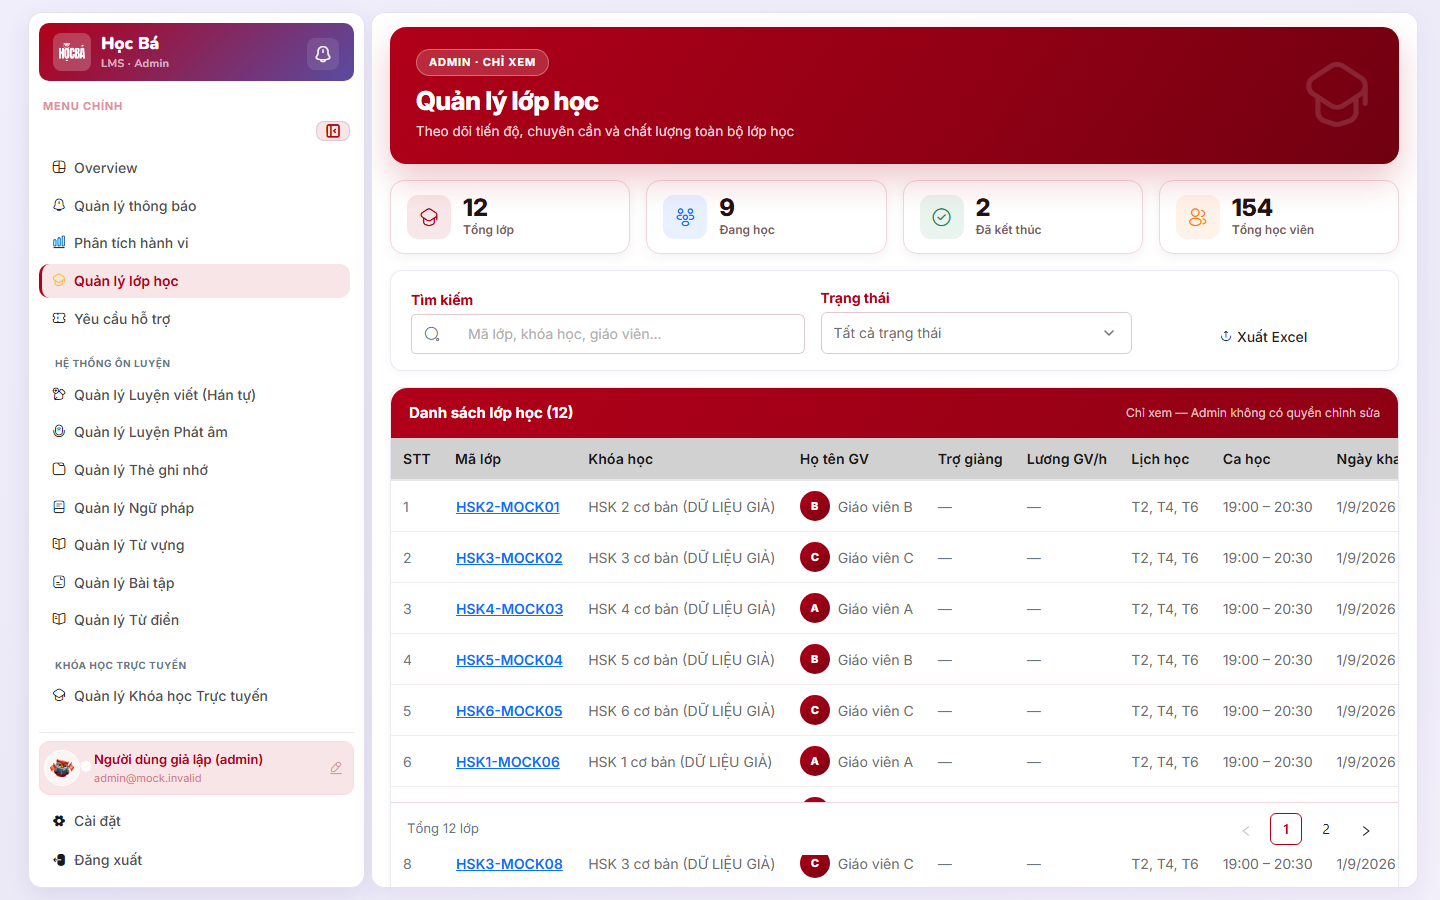 HỌCBÁ
Học Bá
LMS · Admin
MENU CHÍNH
Overview
Quản lý thông báo
Phân tích hành vi
Quản lý lớp học
Yêu cầu hỗ trợ
HỆ THỐNG ÔN LUYỆN
Quản lý Luyện viết (Hán tự)
Quản lý Luyện Phát âm
Quản lý Thẻ ghi nhớ
Quản lý Ngữ pháp
Quản lý Từ vựng
Quản lý Bài tập
Quản lý Từ điển
KHÓA HỌC TRỰC TUYẾN
Quản lý Khóa học Trực tuyến
Người dùng giả lập (admin)
admin@mock.invalid
Cài đặt
Đăng xuất
ADMIN · CHỈ XEM
Quản lý lớp học
Theo dõi tiến độ, chuyên cần và chất lượng toàn bộ lớp học
12
Tổng lớp
9
Đang học
2
Đã kết thúc
154
Tổng học viên
Tìm kiếm
Mã lớp, khóa học, giáo viên...
Trạng thái
Tất cả trạng thái
Xuất Excel
Danh sách lớp học (12)
Chỉ xem — Admin không có quyền chỉnh sửa
STT Mã lớp Khóa học Họ tên GV Trợ giảng Lương GV/h Lịch học Ca học Ngày kha
1 HSK2-MOCK01 HSK 2 cơ bản (DỮ LIỆU GIẢ) B Giáo viên B — — T2, T4, T6 19:00 – 20:30 1/9/2026
2 HSK3-MOCK02 HSK 3 cơ bản (DỮ LIỆU GIẢ) C Giáo viên C — — T2, T4, T6 19:00 – 20:30 1/9/2026
3 HSK4-MOCK03 HSK 4 cơ bản (DỮ LIỆU GIẢ) A Giáo viên A — — T2, T4, T6 19:00 – 20:30 1/9/2026
4 HSK5-MOCK04 HSK 5 cơ bản (DỮ LIỆU GIẢ) B Giáo viên B — — T2, T4, T6 19:00 – 20:30 1/9/2026
5 HSK6-MOCK05 HSK 6 cơ bản (DỮ LIỆU GIẢ) C Giáo viên C — — T2, T4, T6 19:00 – 20:30 1/9/2026
6 HSK1-MOCK06 HSK 1 cơ bản (DỮ LIỆU GIẢ) A Giáo viên A — — T2, T4, T6 19:00 – 20:30 1/9/2026
Tổng 12 lớp
1 2
8 HSK3-MOCK08 HSK 3 cơ bản (DỮ LIỆU GIẢ) C Giáo viên C — — T2, T4, T6 19:00 – 20:30 1/9/2026